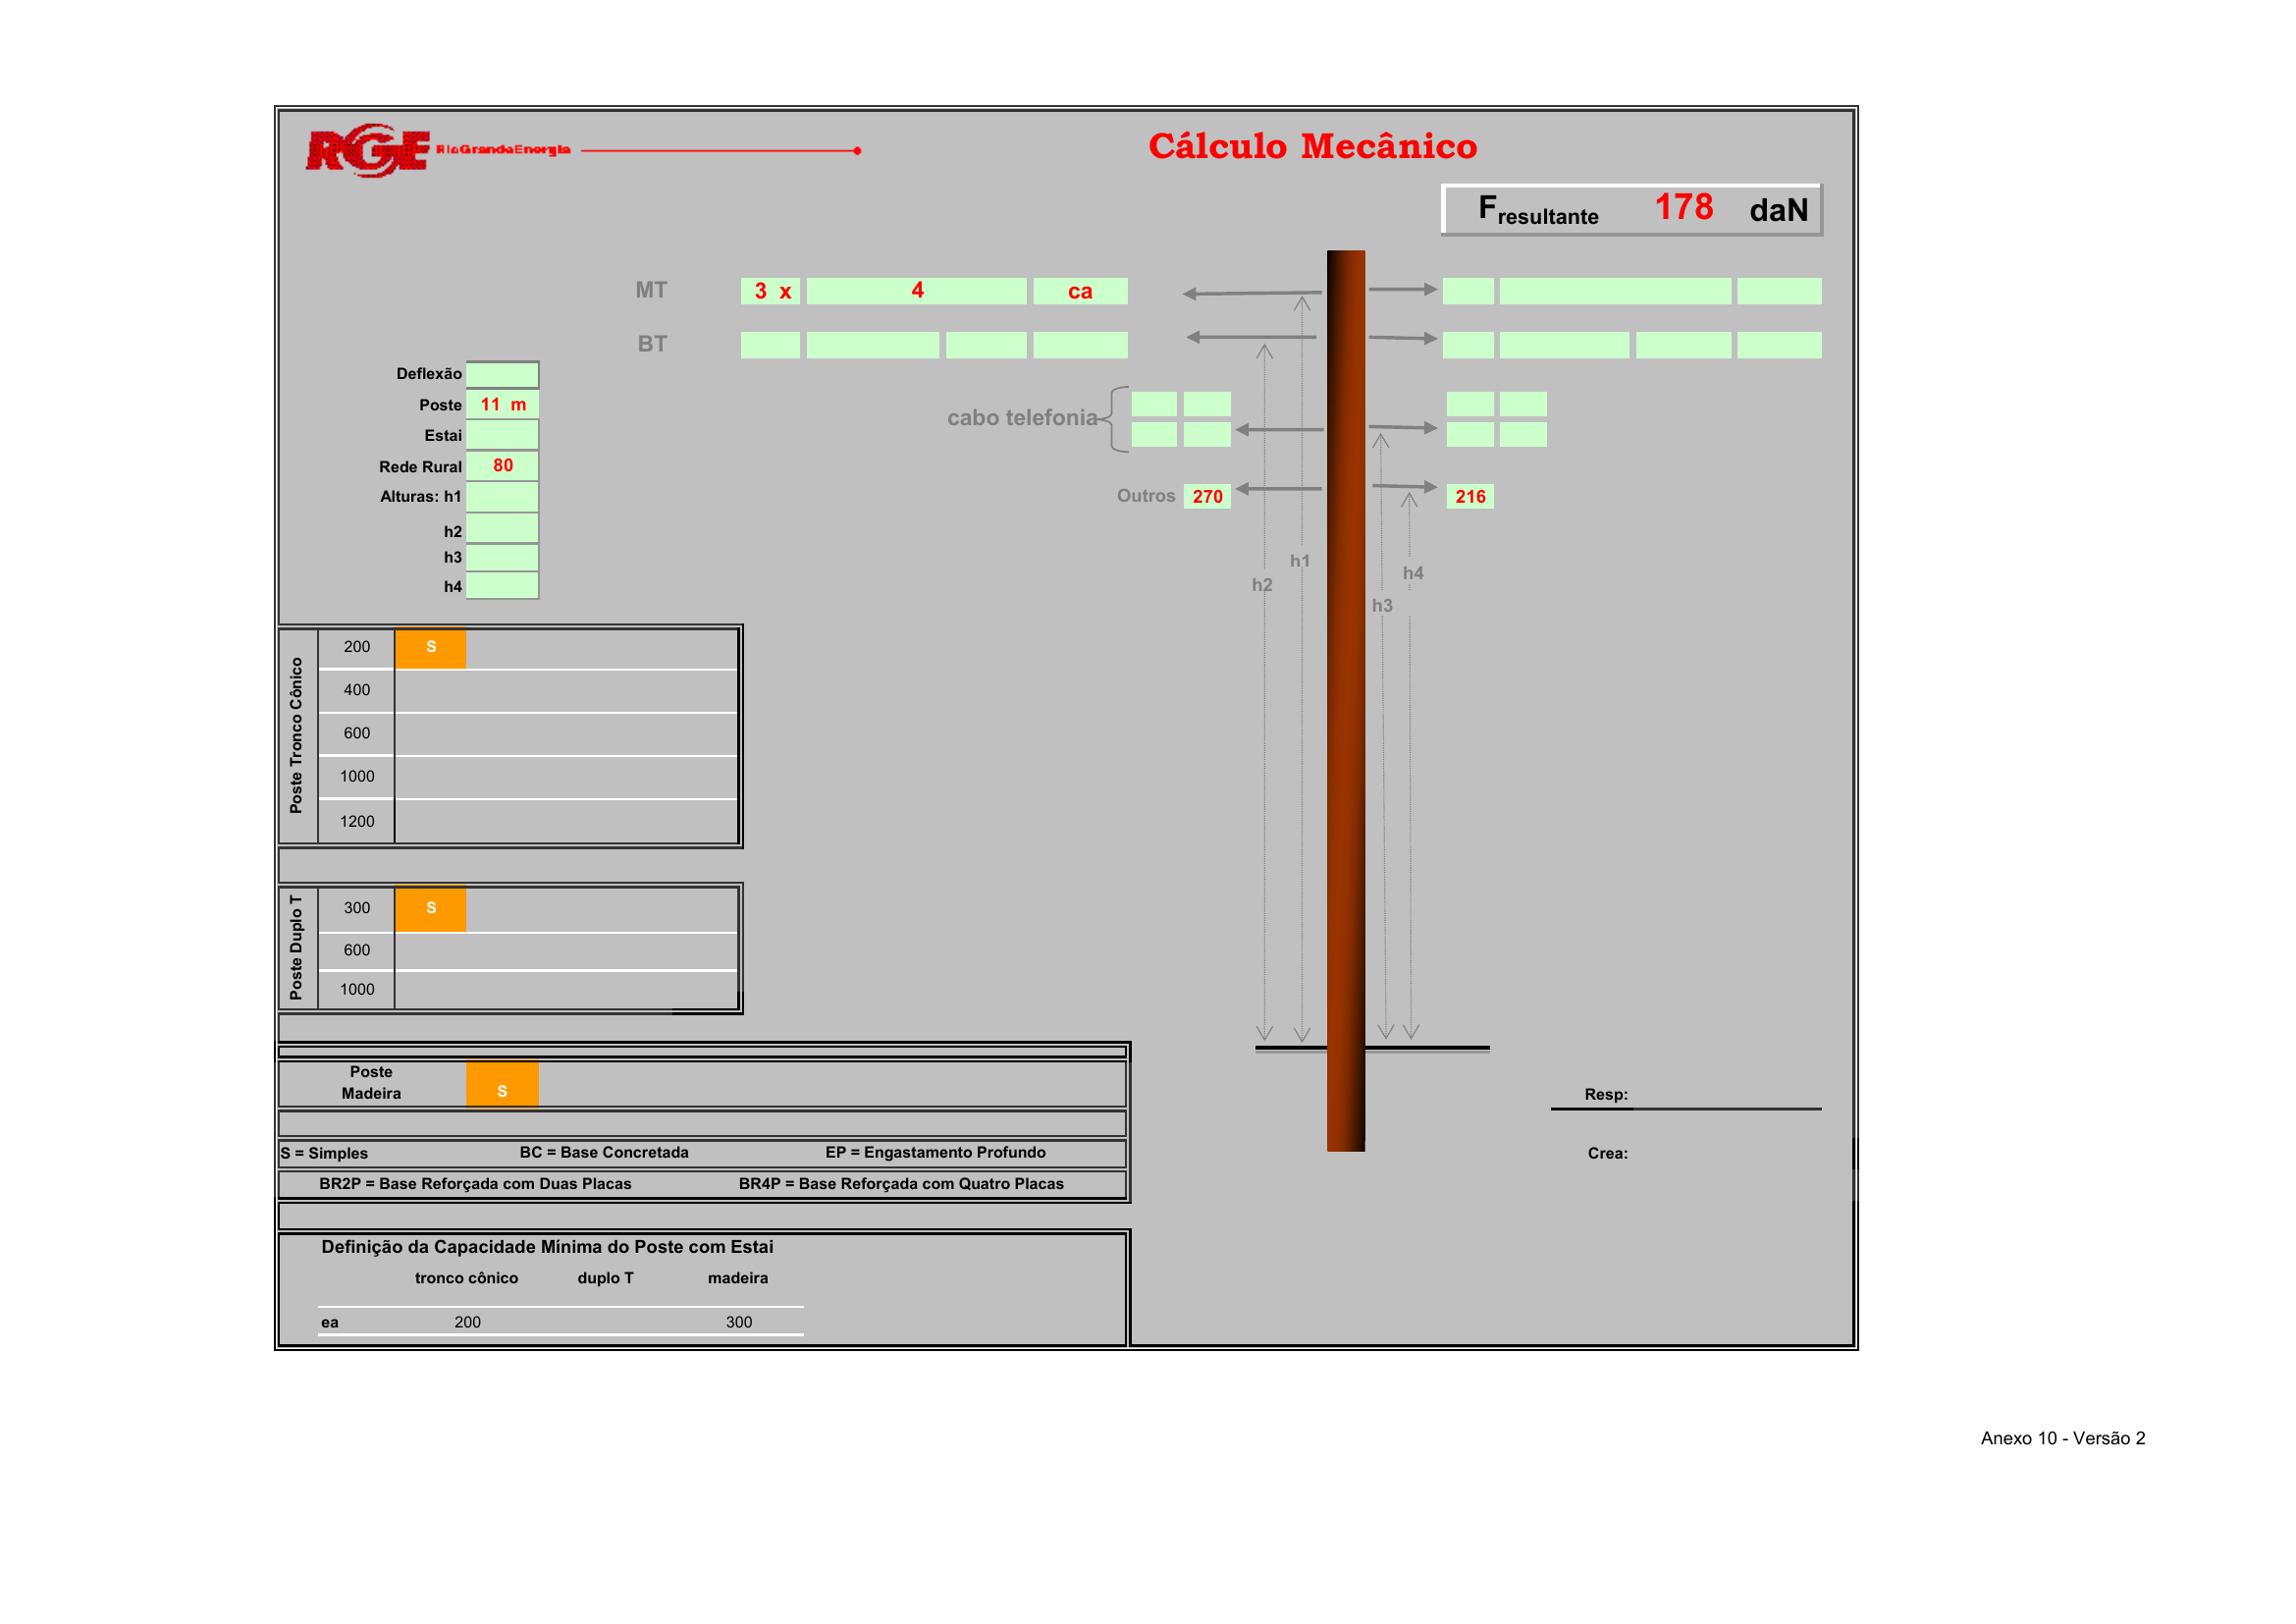 RGE RioGrandeEnergia
Cálculo Mecânico
Fresultante 178 daN
MT 3 x 4 ca
BT
Deflexão
Poste 11 m
Estai
Rede Rural 80
Alturas: h1
h2
h3
h4
cabo telefonia
Outros 270 216
h1
h2
h4
h3
Poste Tronco Cônico
200 S
400
600
1000
1200
Poste Duplo T
300 S
600
1000
Poste
Madeira S
S = Simples BC = Base Concretada EP = Engastamento Profundo
BR2P = Base Reforçada com Duas Placas BR4P = Base Reforçada com Quatro Placas
Definição da Capacidade Mínima do Poste com Estai
tronco cônico duplo T madeira
ea 200 300
Resp:
Crea:
Anexo 10 - Versão 2